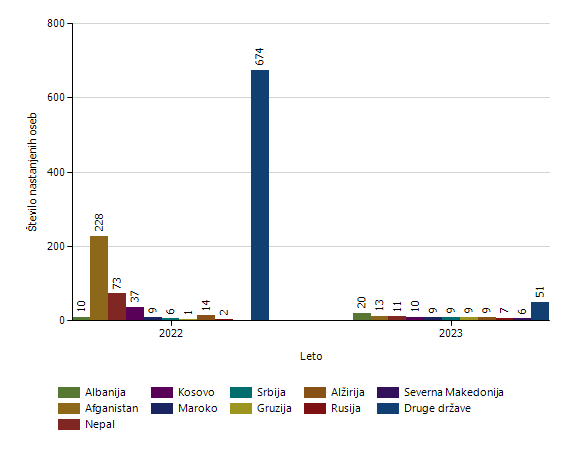 800
600
400
200
0
Število nastanjenih oseb
10 228 73 37 9 6 1 14 2 674
20 13 11 10 9 9 9 9 7 6 51
2022 2023
Leto
Albanija Kosovo Srbija Alžirija Severna Makedonija
Afganistan Maroko Gruzija Rusija Druge države
Nepal